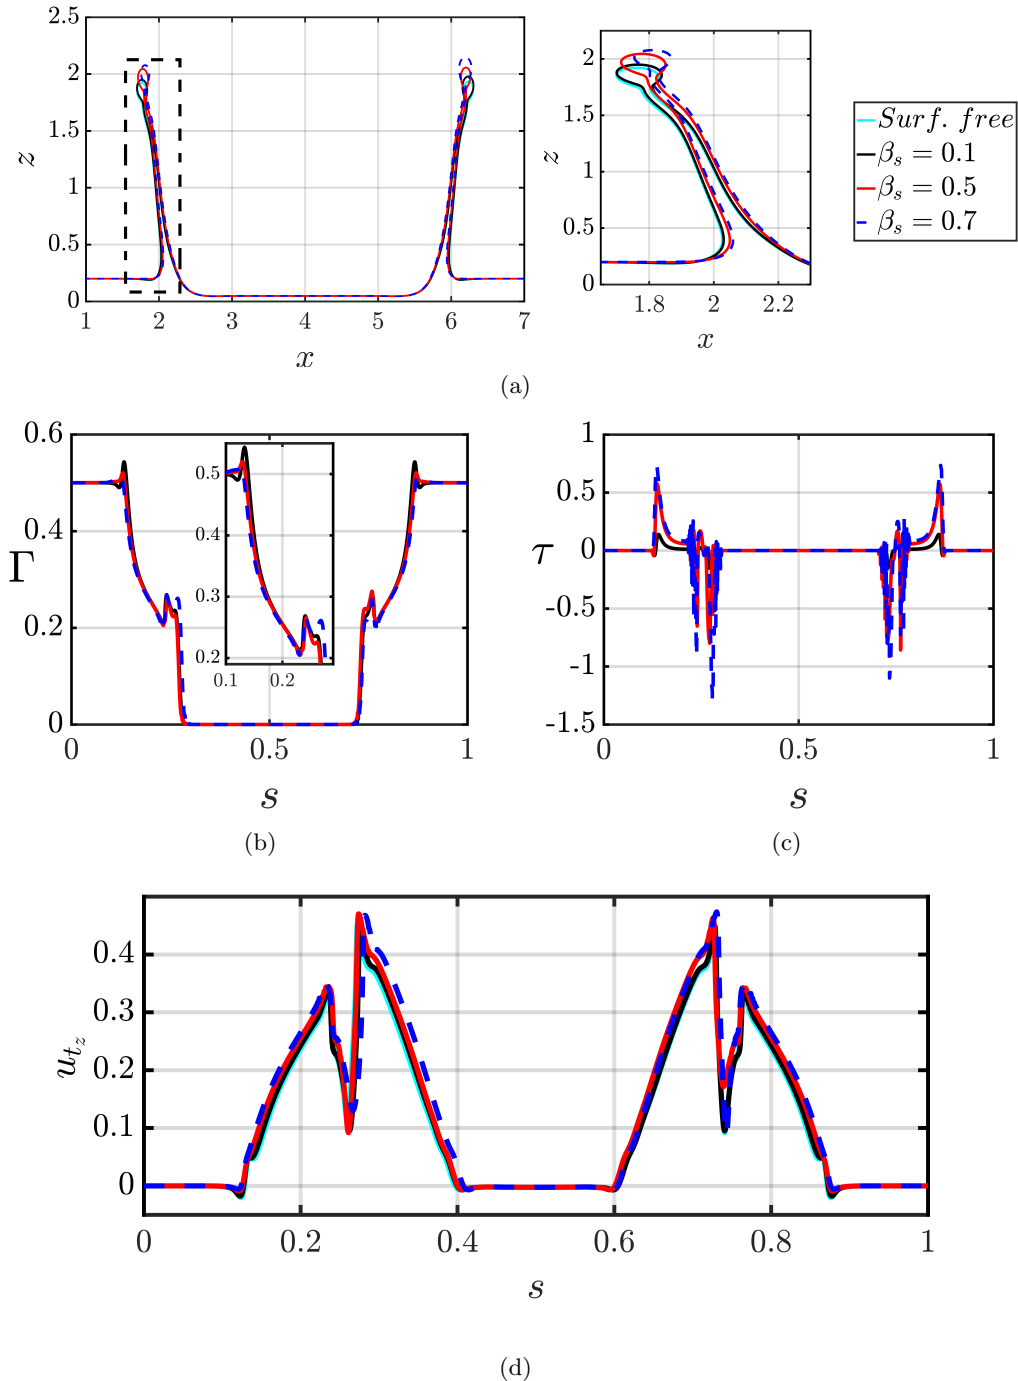 2.5
2
1.5
1
0.5
0
z
1 2 3 4 5 6 7
x
2
1.5
1
0.5
0
z
1.8 2 2.2
x
Surf. free
βs = 0.1
βs = 0.5
βs = 0.7
(a)
0.6
0.4
0.2
0
Γ
0 0.5 1
s
0.5
0.4
0.3
0.2
0.1 0.2
(b)
1
0.5
0
-0.5
-1
-1.5
τ
0 0.5 1
s
(c)
0.4
0.3
0.2
0.1
0
u_{t_z}
0 0.2 0.4 0.6 0.8 1
s
(d)